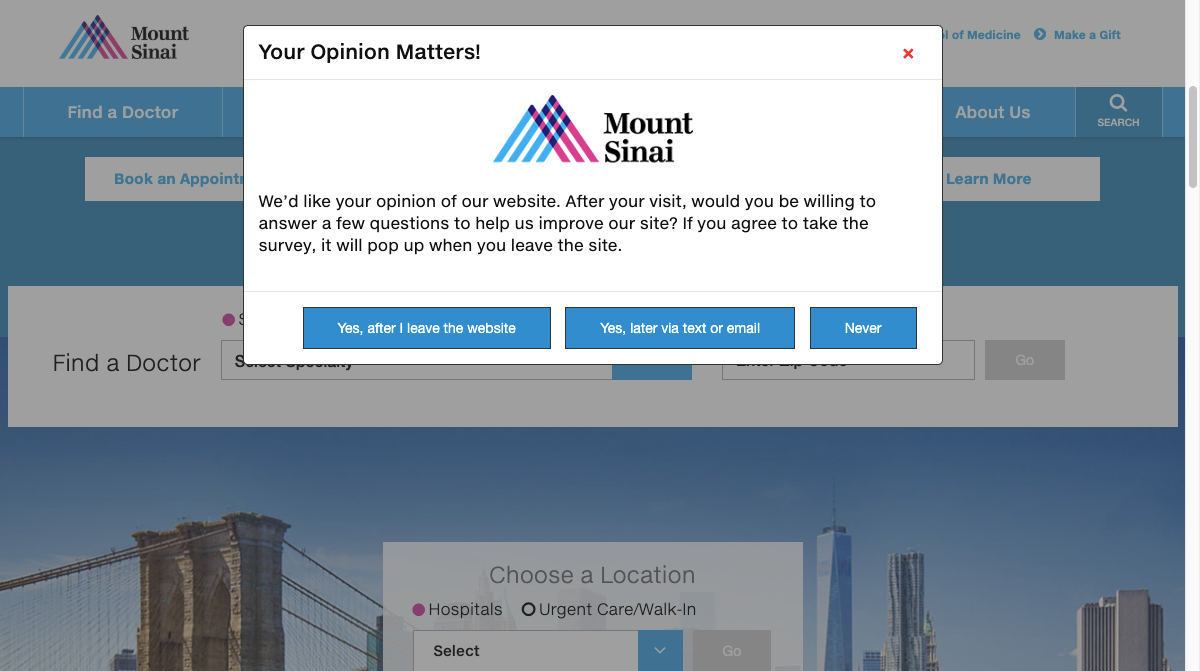 Mount
Sinai
l of Medicine
Make a Gift
Your Opinion Matters!
Find a Doctor
About Us
SEARCH
Mount
Sinai
Book an Appoint
Learn More
We'd like your opinion of our website. After your visit, would you be willing to
answer a few questions to help us improve our site? If you agree to take the
survey, it will pop up when you leave the site.
Yes, after I leave the website
Yes, later via text or email
Never
Find a Doctor
Select Specialty
Enter Zip Code
Go
Choose a Location
Hospitals
Urgent Care/Walk-In
Select
Go